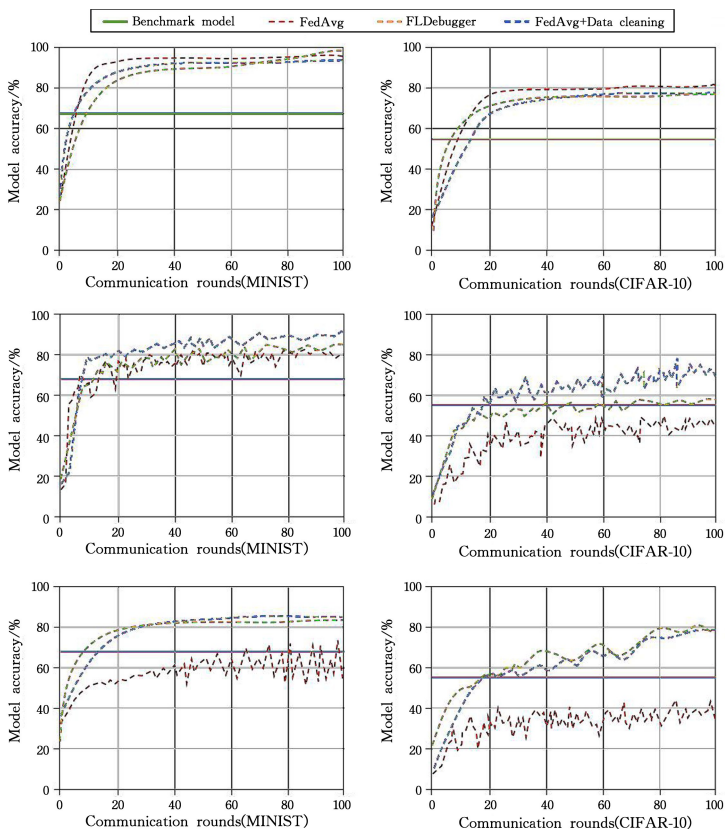 Benchmark model FedAvg FLDebugger FedAvg+Data cleaning
Model accuracy/%
100
80
60
40
20
0
0 20 40 60 80 100
Communication rounds(MINIST)
Model accuracy/%
100
80
60
40
20
0
0 20 40 60 80 100
Communication rounds(CIFAR-10)
Model accuracy/%
100
80
60
40
20
0
0 20 40 60 80 100
Communication rounds(MINIST)
Model accuracy/%
100
80
60
40
20
0
0 20 40 60 80 100
Communication rounds(CIFAR-10)
Model accuracy/%
100
80
60
40
20
0
0 20 40 60 80 100
Communication rounds(MINIST)
Model accuracy/%
100
80
60
40
20
0
0 20 40 60 80 100
Communication rounds(CIFAR-10)